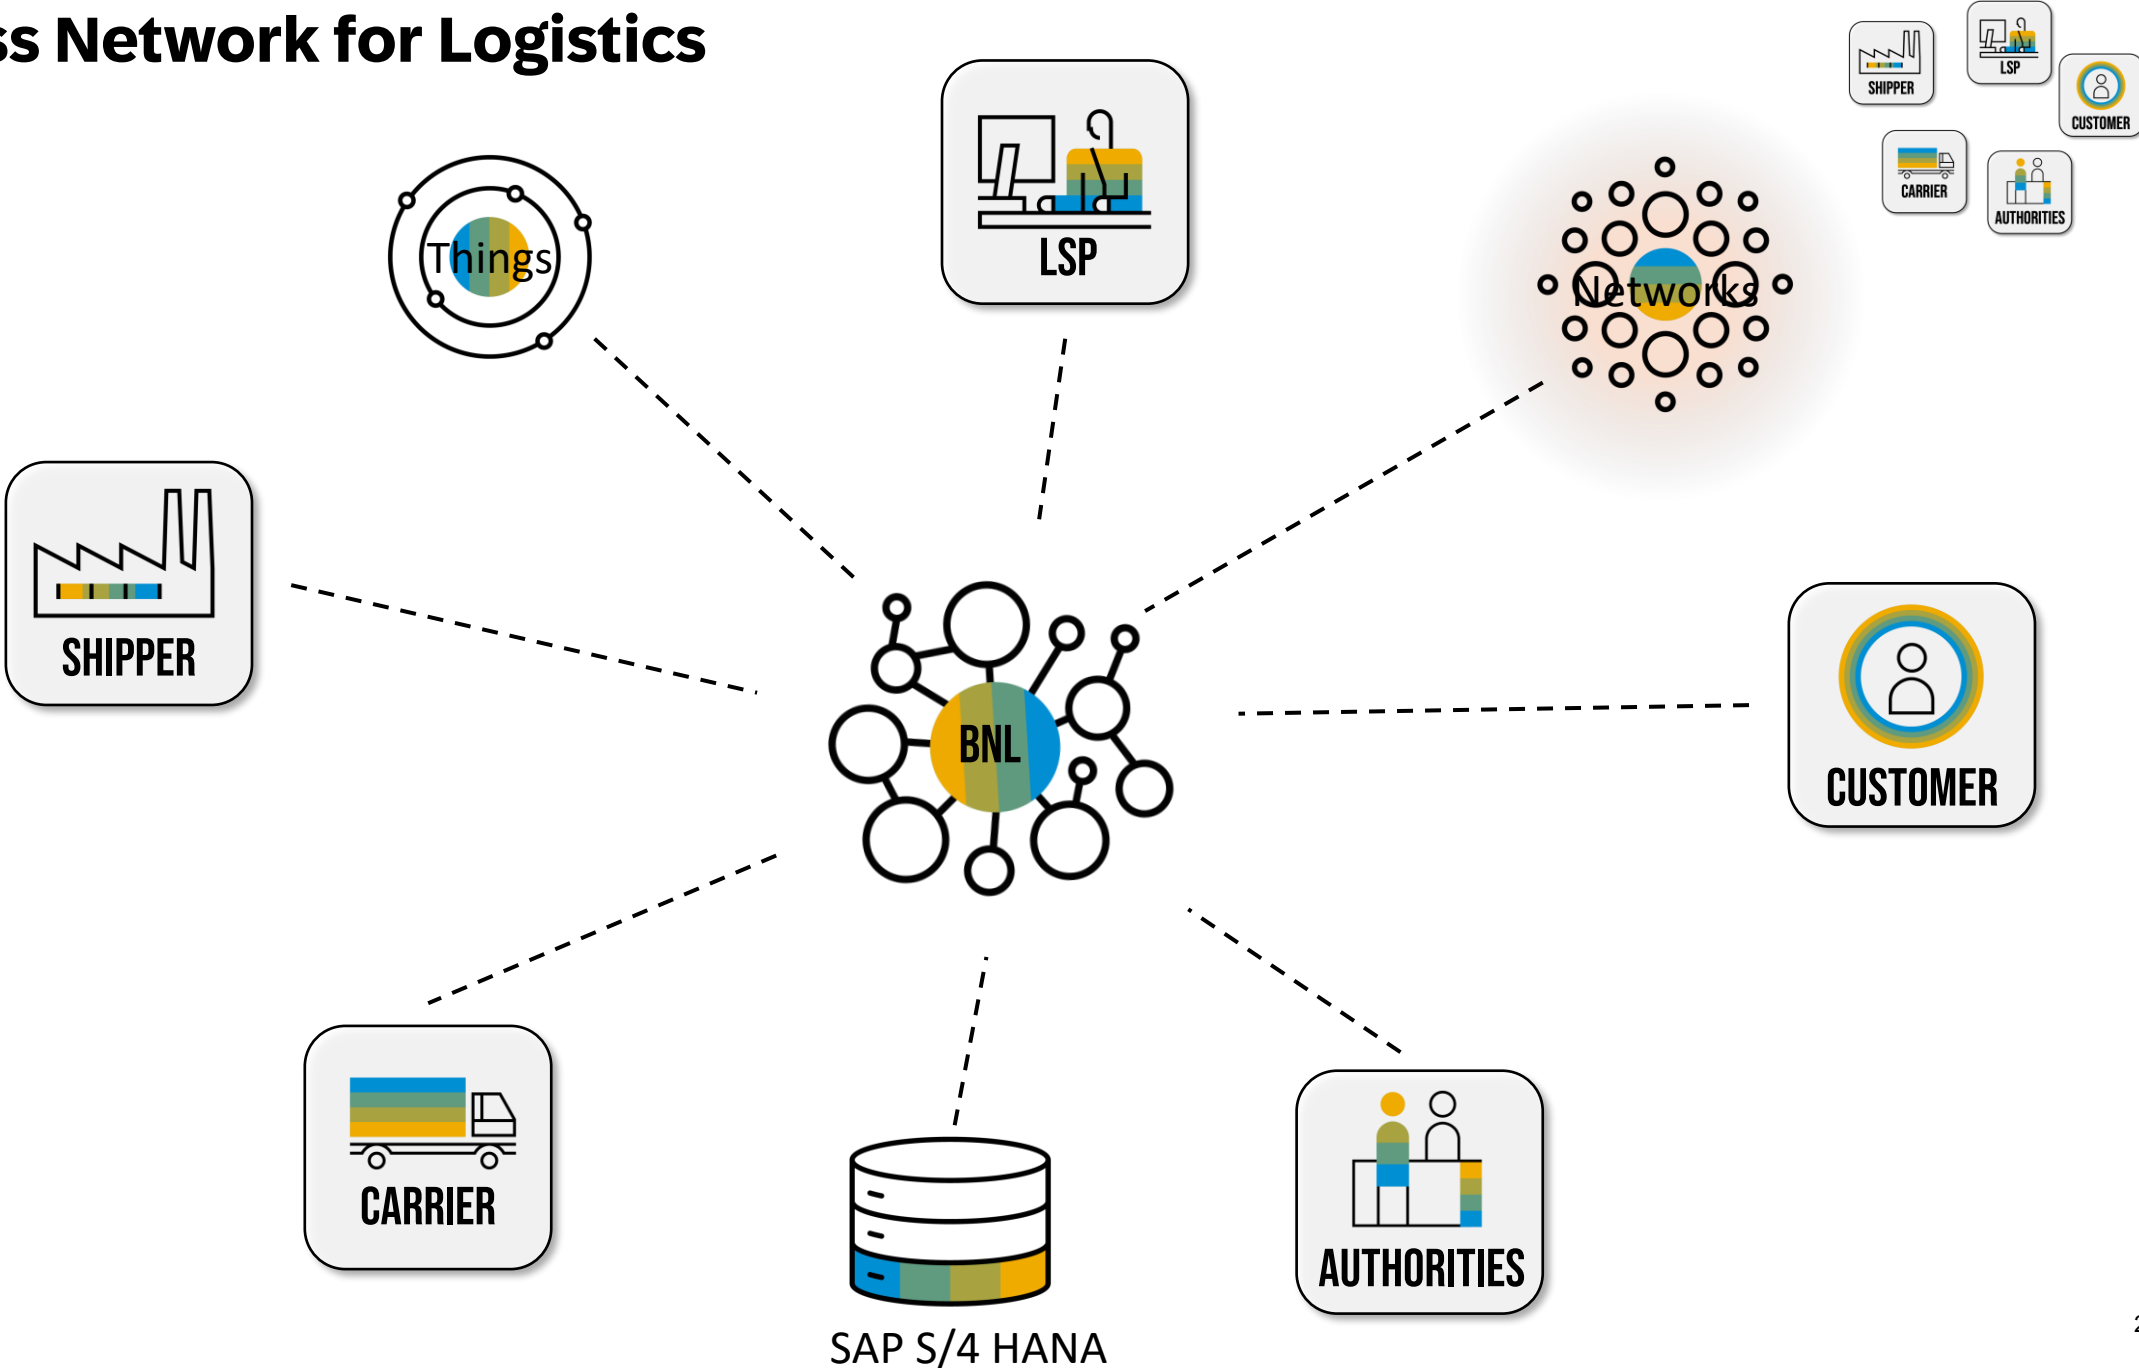 ss Network for Logistics
SHIPPER
LSP
CUSTOMER
CARRIER
AUTHORITIES
LSP
Things
Networks
SHIPPER
BNL
CUSTOMER
CARRIER
AUTHORITIES
SAP S/4 HANA